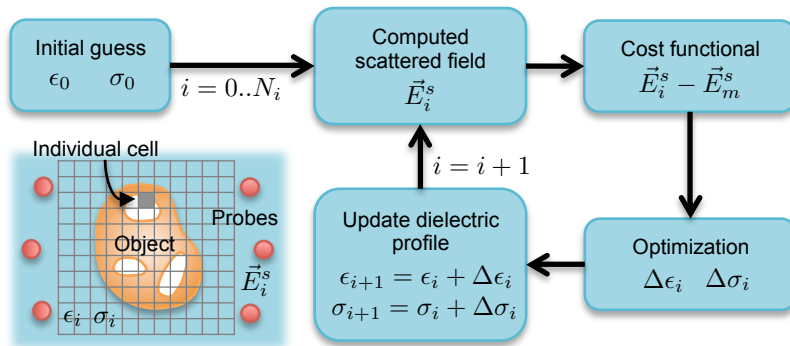 Initial guess
ϵ₀ σ₀
i = 0..Nᵢ
Computed
scattered field
E⃗ᵢˢ
Cost functional
E⃗ᵢˢ − E⃗ₘˢ
i = i + 1
Update dielectric
profile
ϵᵢ₊₁ = ϵᵢ + Δϵᵢ
σᵢ₊₁ = σᵢ + Δσᵢ
Optimization
Δϵᵢ Δσᵢ
Individual cell
Probes
Object
E⃗ᵢˢ
ϵᵢ σᵢ